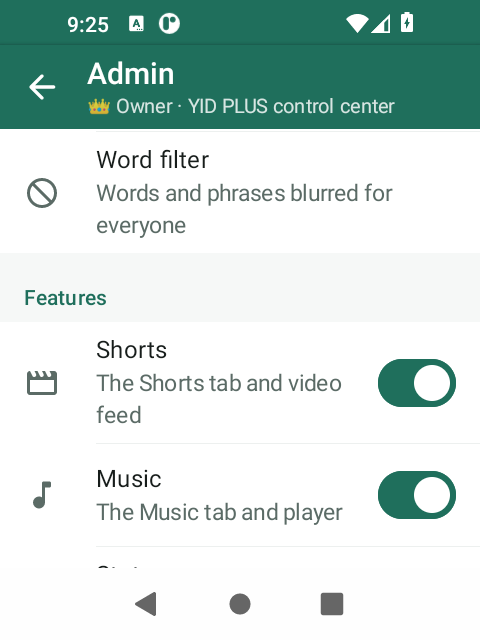 9:25
Admin
👑 Owner · YID PLUS control center
Word filter
Words and phrases blurred for
everyone
Features
Shorts
The Shorts tab and video
feed
Music
The Music tab and player